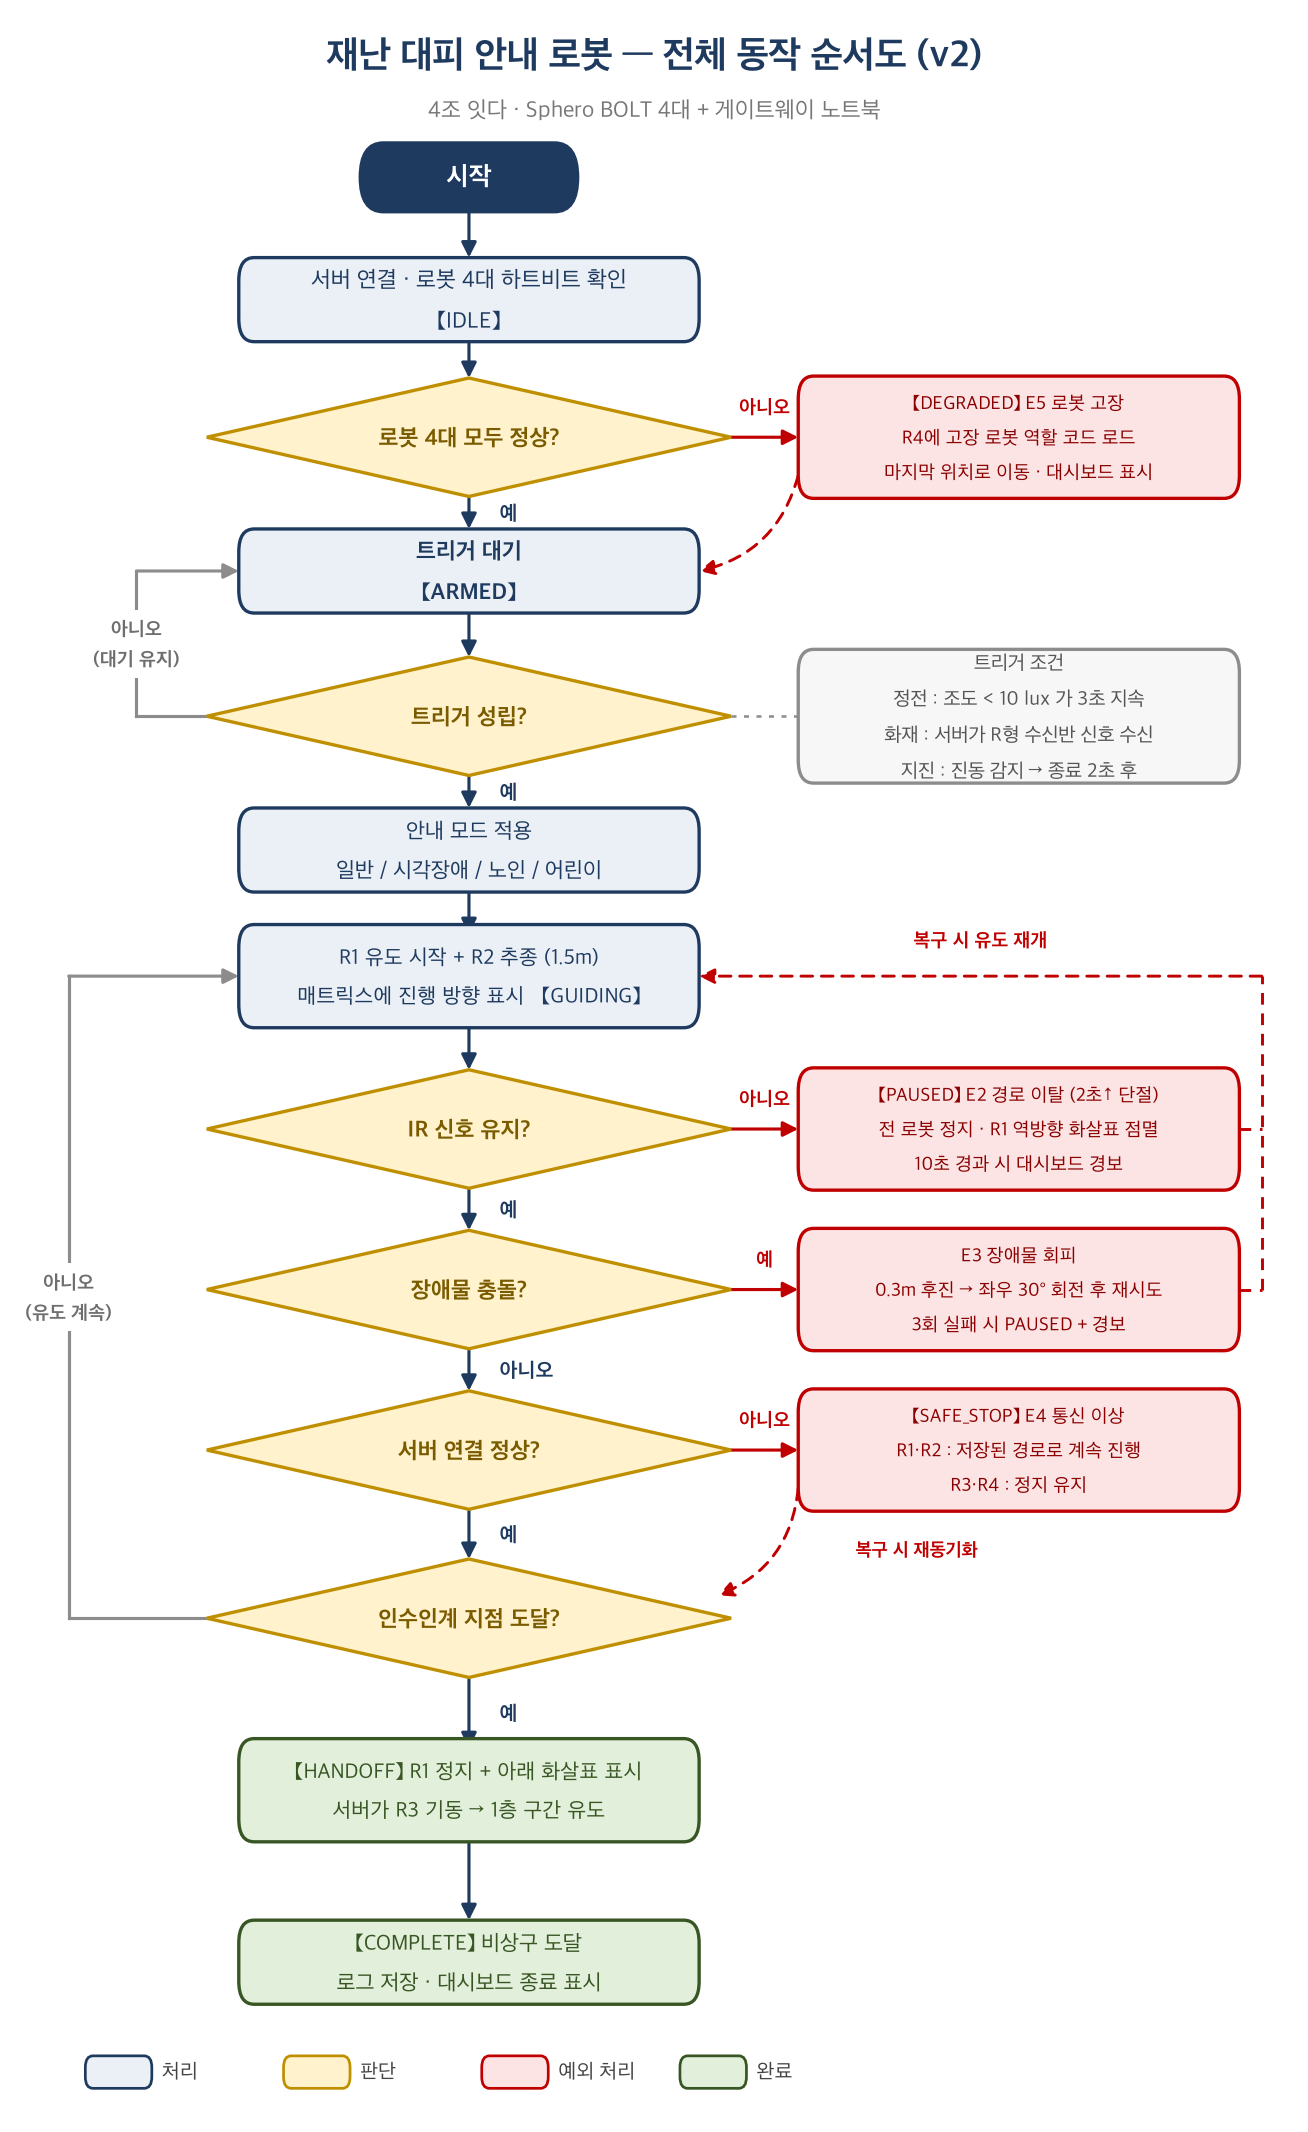 재난 대피 안내 로봇 — 전체 동작 순서도 (v2)
4조 잇다 · Sphero BOLT 4대 + 게이트웨이 노트북
시작
서버 연결 · 로봇 4대 하트비트 확인
【IDLE】
로봇 4대 모두 정상?
아니오
【DEGRADED】 E5 로봇 고장
R4에 고장 로봇 역할 코드 로드
마지막 위치로 이동 · 대시보드 표시
예
트리거 대기
【ARMED】
아니오
(대기 유지)
트리거 성립?
트리거 조건
정전 : 조도 < 10 lux 가 3초 지속
화재 : 서버가 R형 수신반 신호 수신
지진 : 진동 감지 → 종료 2초 후
예
안내 모드 적용
일반 / 시각장애 / 노인 / 어린이
R1 유도 시작 + R2 추종 (1.5m)
매트릭스에 진행 방향 표시 【GUIDING】
복구 시 유도 재개
IR 신호 유지?
아니오
【PAUSED】 E2 경로 이탈 (2초↑ 단절)
전 로봇 정지 · R1 역방향 화살표 점멸
10초 경과 시 대시보드 경보
예
장애물 충돌?
예
E3 장애물 회피
0.3m 후진 → 좌우 30° 회전 후 재시도
3회 실패 시 PAUSED + 경보
아니오
(유도 계속)
아니오
서버 연결 정상?
아니오
【SAFE_STOP】 E4 통신 이상
R1·R2 : 저장된 경로로 계속 진행
R3·R4 : 정지 유지
예
복구 시 재동기화
인수인계 지점 도달?
예
【HANDOFF】 R1 정지 + 아래 화살표 표시
서버가 R3 기동 → 1층 구간 유도
【COMPLETE】 비상구 도달
로그 저장 · 대시보드 종료 표시
처리
판단
예외 처리
완료